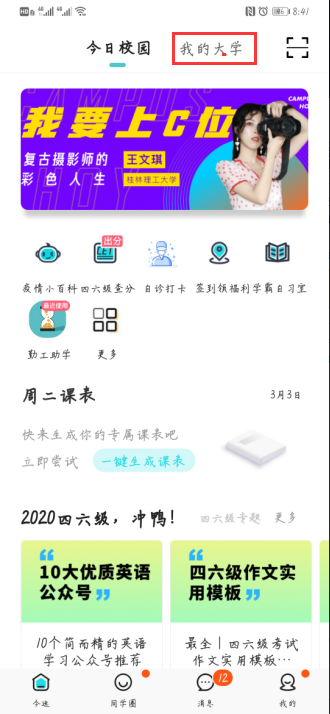 HD 4G 4G 8:41
今日校园 我的大学
CAMPUS
CAMP
HO
我要上C位
复古摄影师的
彩色人生
王文琪
桂林理工大学
出分
疫情小百科 四六级查分 日诊打卡 签到领福利 学霸自习室
最近使用
勤工助学 更多
周二课表 3月3日
快来生成你的专属课表吧
立即尝试 一键生成课表
2020四六级，冲鸭！ 四六级专题 更多
10大优质英语
公众号
四六级作文实
用模板
10个简而精的英语
学习公众号推荐
最全|四六级考试
作文实用模板…
12
今速 同学圈 消息 我的